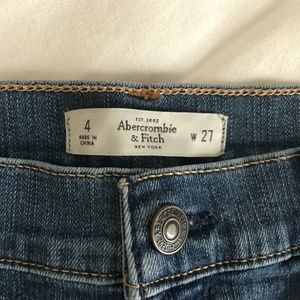 EST. 1892
4
MADE IN
CHINA
Abercrombie
& Fitch
NEW YORK
W 27